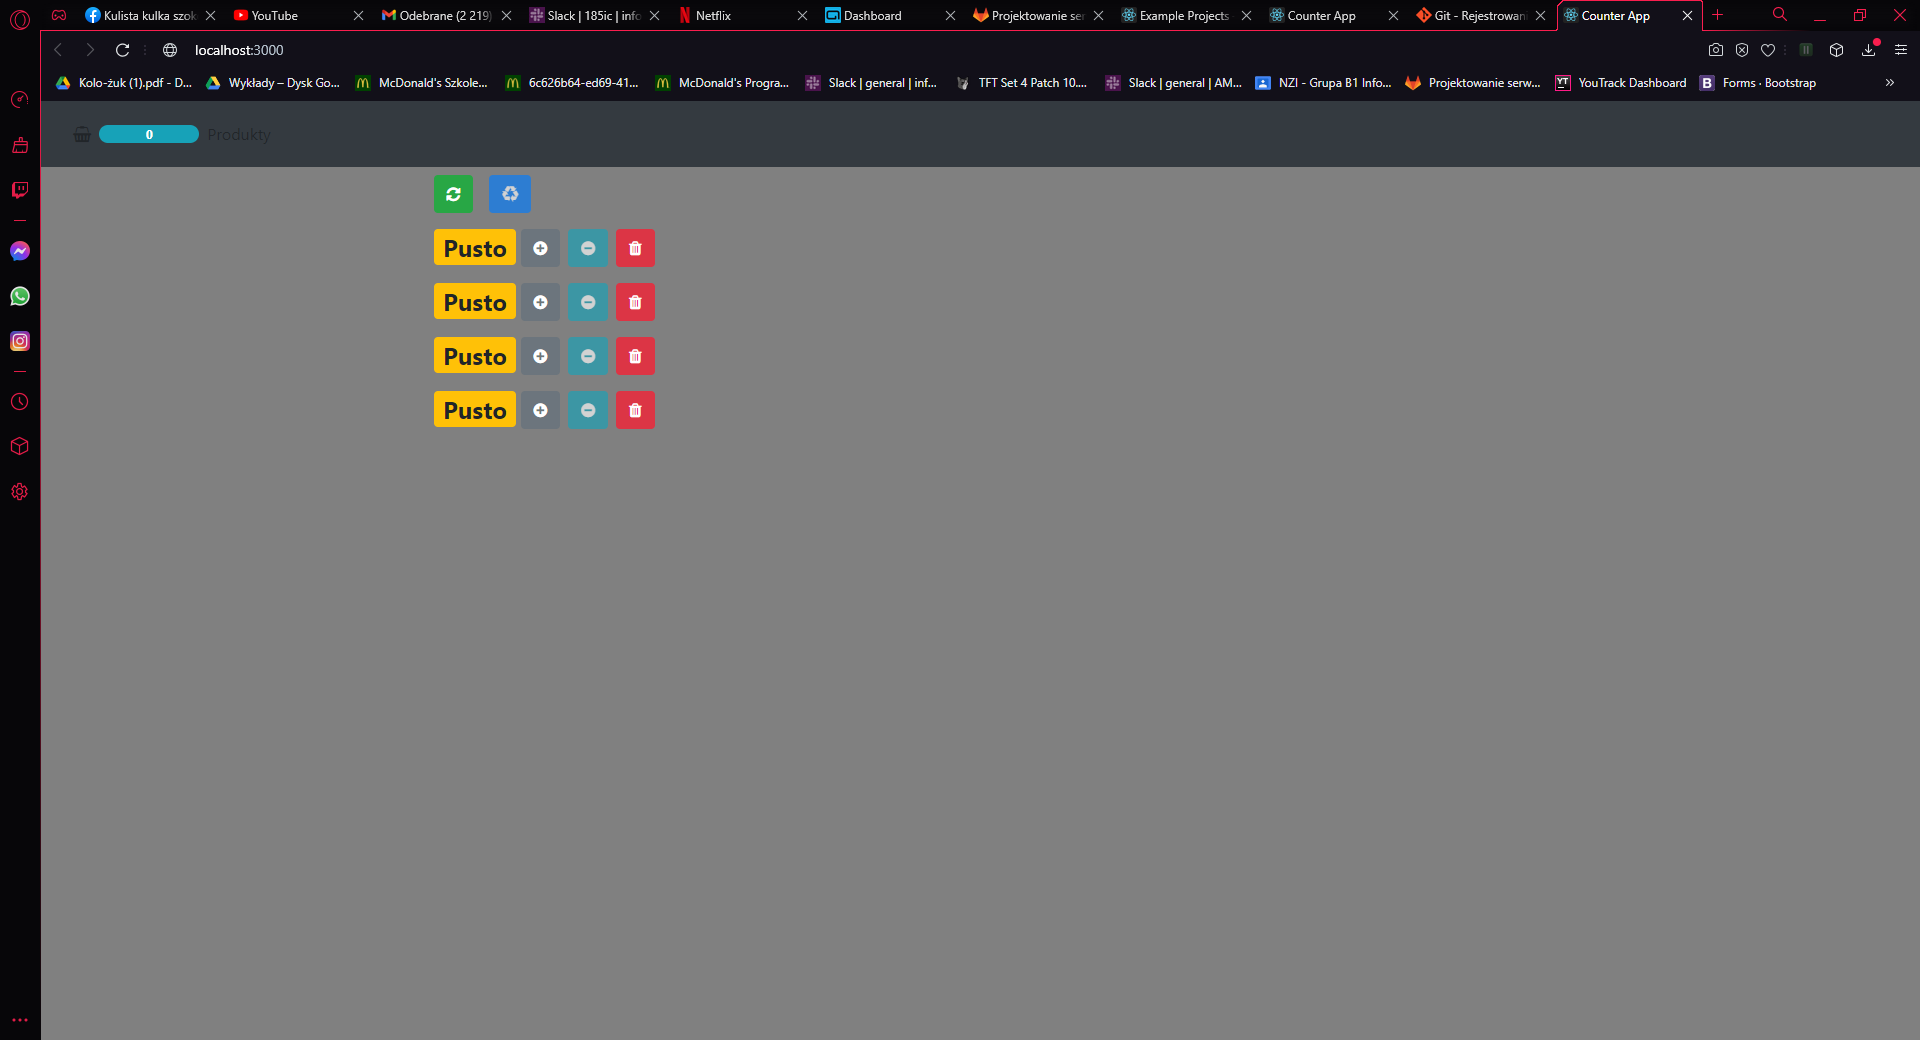 Kulista kulka szok
YouTube
Odebrane (2 219)
Slack | 185ic | info
Netflix
Dashboard
Projektowanie ser
Example Projects
Counter App
Git - Rejestrowani
Counter App
localhost:3000
Kolo-żuk (1).pdf - D...
Wykłady – Dysk Go...
McDonald's Szkole...
6c626b64-ed69-41...
McDonald's Progra...
Slack | general | inf...
TFT Set 4 Patch 10....
Slack | general | AM...
NZI - Grupa B1 Info...
Projektowanie serw...
YT YouTrack Dashboard
B Forms · Bootstrap
0 Produkty
Pusto
Pusto
Pusto
Pusto